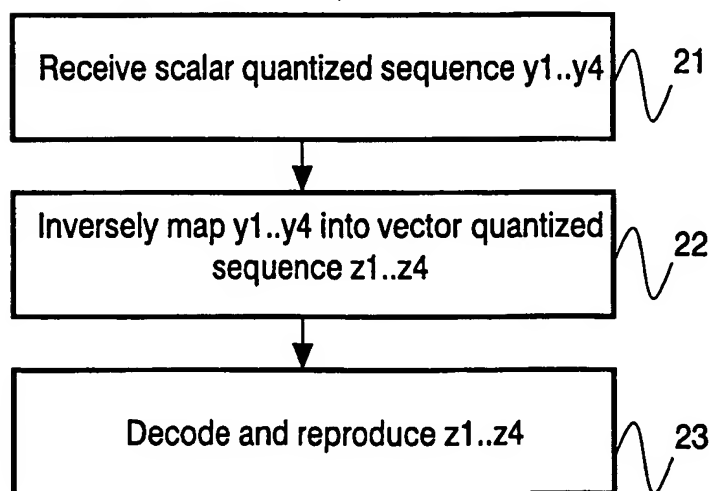 Receive scalar quantized sequence y1..y4
21
Inversely map y1..y4 into vector quantized
sequence z1..z4
22
Decode and reproduce z1..z4
23